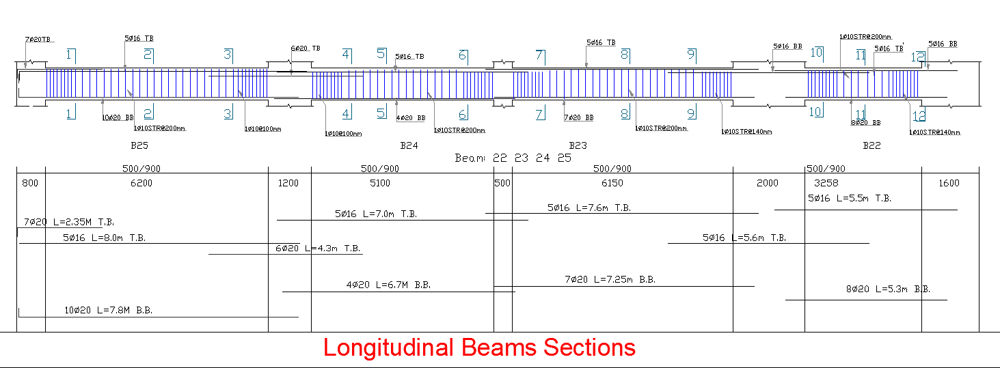 1Ø10STR@200mm
7Ø20TB
5Ø16 TB
6Ø20 TB
5Ø16 TB
5Ø16 TB
5Ø16 BB
5Ø16 TB
5Ø16 BB
1 2 3 4 5 6 7 8 9 10 11 12
1 2 3 4 5 6 7 8 9 10 11 12
10Ø20 BB
4Ø20 BB
7Ø20 BB
8Ø20 BB
1Ø10STR@200mm
1Ø10@100mm
1Ø10@100mm
1Ø10STR@200mm
1Ø10STR@200mm
1Ø10STR@140mm
1Ø10STR@140mm
B25 B24 B23 B22
Beam: 22 23 24 25
500/900 500/900 500/900 500/900
800 6200 1200 5100 500 6150 2000 3258 1600
5Ø16 L=5.5m T.B.
5Ø16 L=7.6m T.B.
5Ø16 L=7.0m T.B.
7Ø20 L=2.35M T.B.
5Ø16 L=8.0m T.B.
5Ø16 L=5.6m T.B.
6Ø20 L=4.3m T.B.
7Ø20 L=7.25m B.B.
4Ø20 L=6.7M B.B.
8Ø20 L=5.3m B.B.
10Ø20 L=7.8M B.B.
Longitudinal Beams Sections